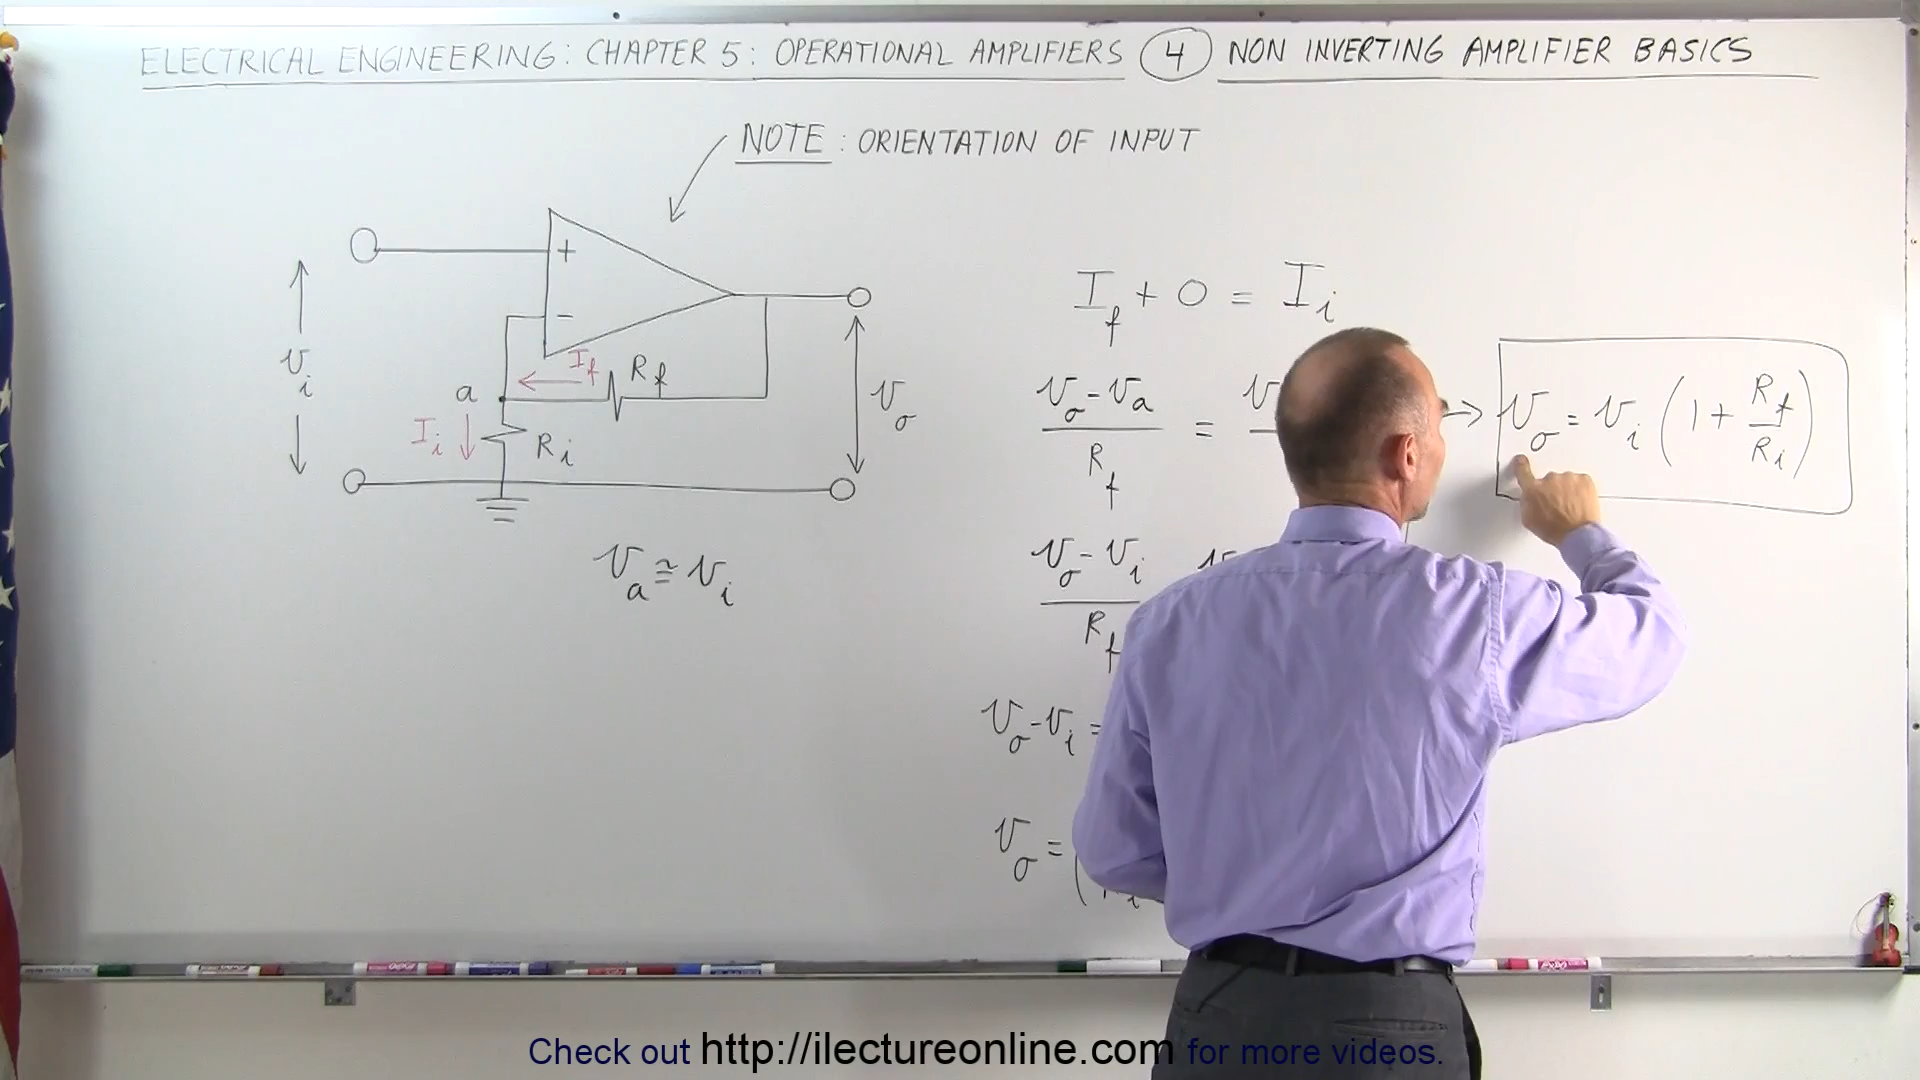 ELECTRICAL ENGINEERING: CHAPTER 5: OPERATIONAL AMPLIFIERS 4 NON INVERTING AMPLIFIER BASICS
NOTE: ORIENTATION OF INPUT
+
-
v_i
a
I_f
R_f
I_i
R_i
v_o
v_a ≅ v_i
I_f + 0 = I_i
v_o - v_a
R_f
= v
v_o - v_i
R_f
v
v_o - v_i =
v_o = (
→ v_o = v_i (1 + R_f/R_i)
Check out http://ilectureonline.com for more videos.